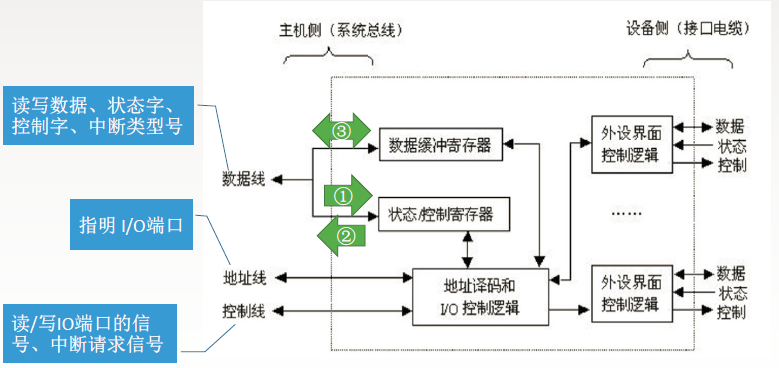 主机侧（系统总线）
设备侧（接口电缆）
读写数据、状态字、
控制字、中断类型号
③
数据缓冲寄存器
外设界面
控制逻辑
数据
状态
控制
数据线
①
②
状态/控制寄存器
……
指明 I/O端口
地址线
地址译码和
I/O 控制逻辑
外设界面
控制逻辑
数据
状态
控制
控制线
读/写IO端口的信
号、中断请求信号